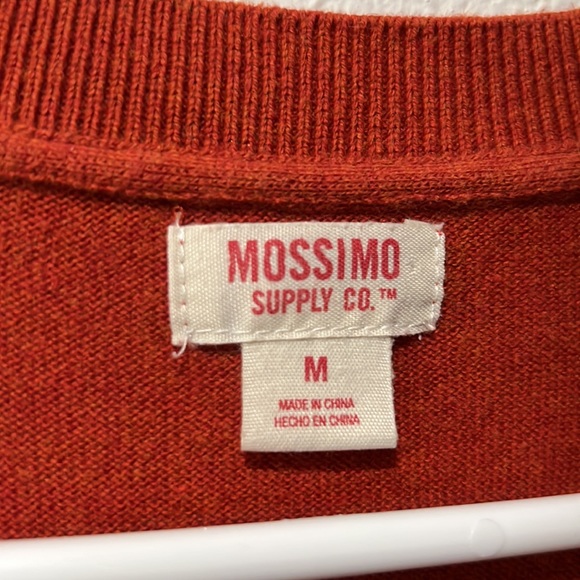 MOSSIMO
SUPPLY CO.™
M
MADE IN CHINA
HECHO EN CHINA